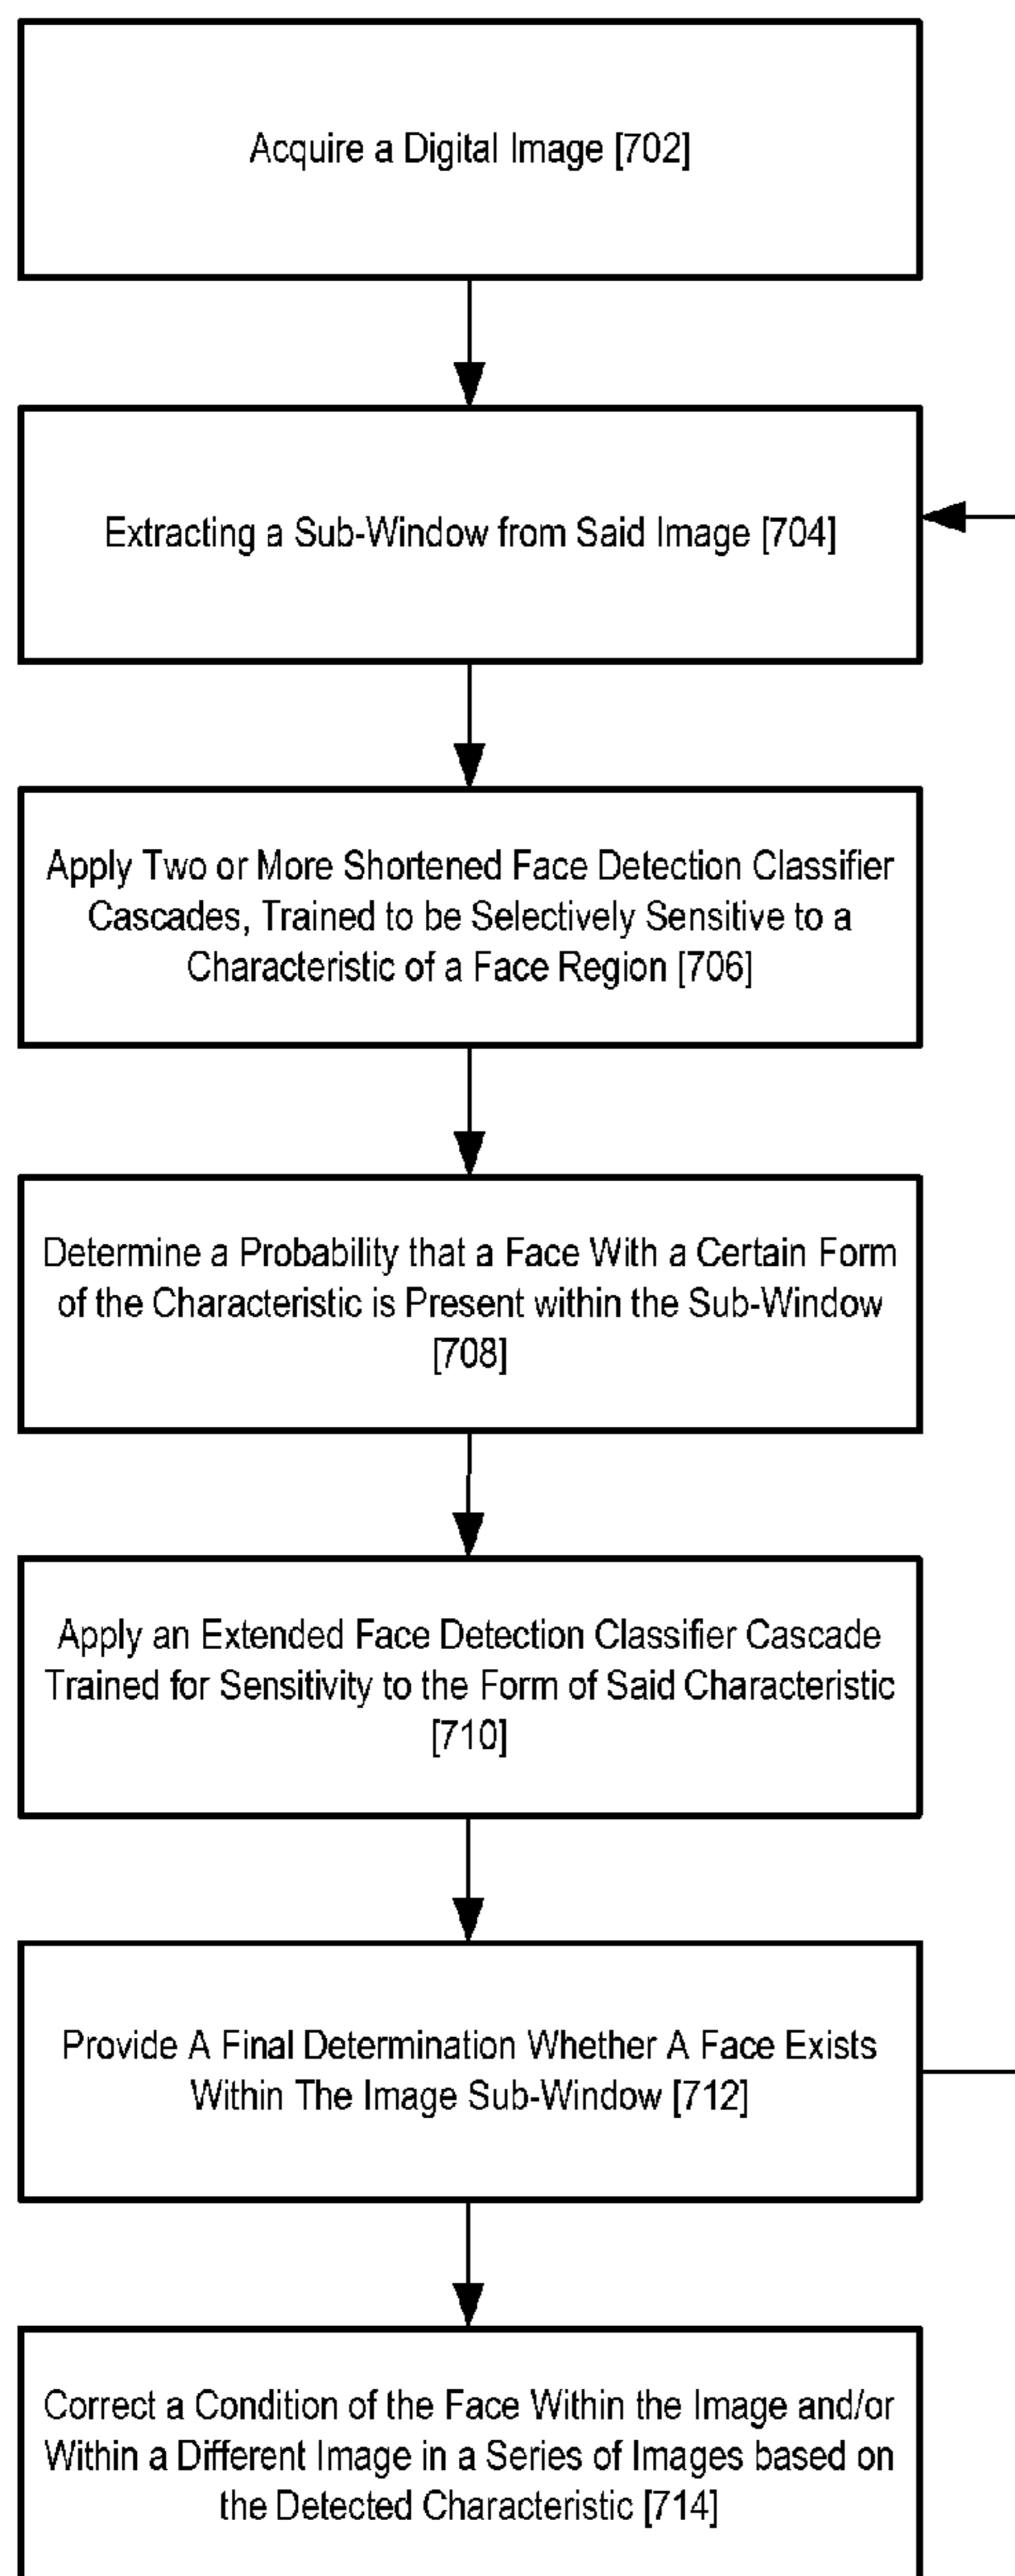 Acquire a Digital Image [702]
Extracting a Sub-Window from Said Image [704]
Apply Two or More Shortened Face Detection Classifier
Cascades, Trained to be Selectively Sensitive to a
Characteristic of a Face Region [706]
Determine a Probability that a Face With a Certain Form
of the Characteristic is Present within the Sub-Window
[708]
Apply an Extended Face Detection Classifier Cascade
Trained for Sensitivity to the Form of Said Characteristic
[710]
Provide A Final Determination Whether A Face Exists
Within The Image Sub-Window [712]
Correct a Condition of the Face Within the Image and/or
Within a Different Image in a Series of Images based on
the Detected Characteristic [714]